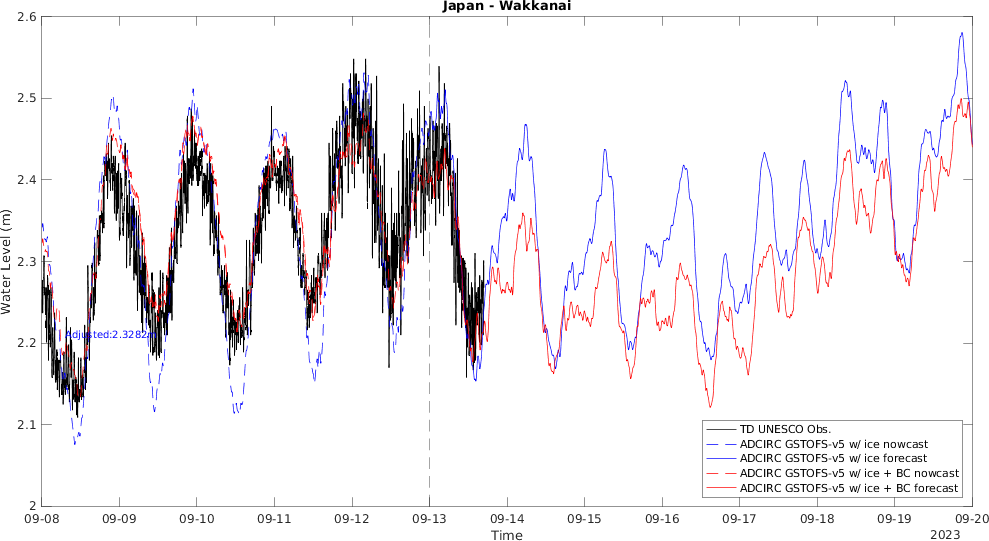 Japan - Wakkanai
2.6
2.5
2.4
2.3
2.2
2.1
2
Water Level (m)
Adjusted:2.3282
TD UNESCO Obs.
ADCIRC GSTOFS-v5 w/ ice nowcast
ADCIRC GSTOFS-v5 w/ ice forecast
ADCIRC GSTOFS-v5 w/ ice + BC nowcast
ADCIRC GSTOFS-v5 w/ ice + BC forecast
09-08 09-09 09-10 09-11 09-12 09-13 09-14 09-15 09-16 09-17 09-18 09-19 09-20
Time
2023